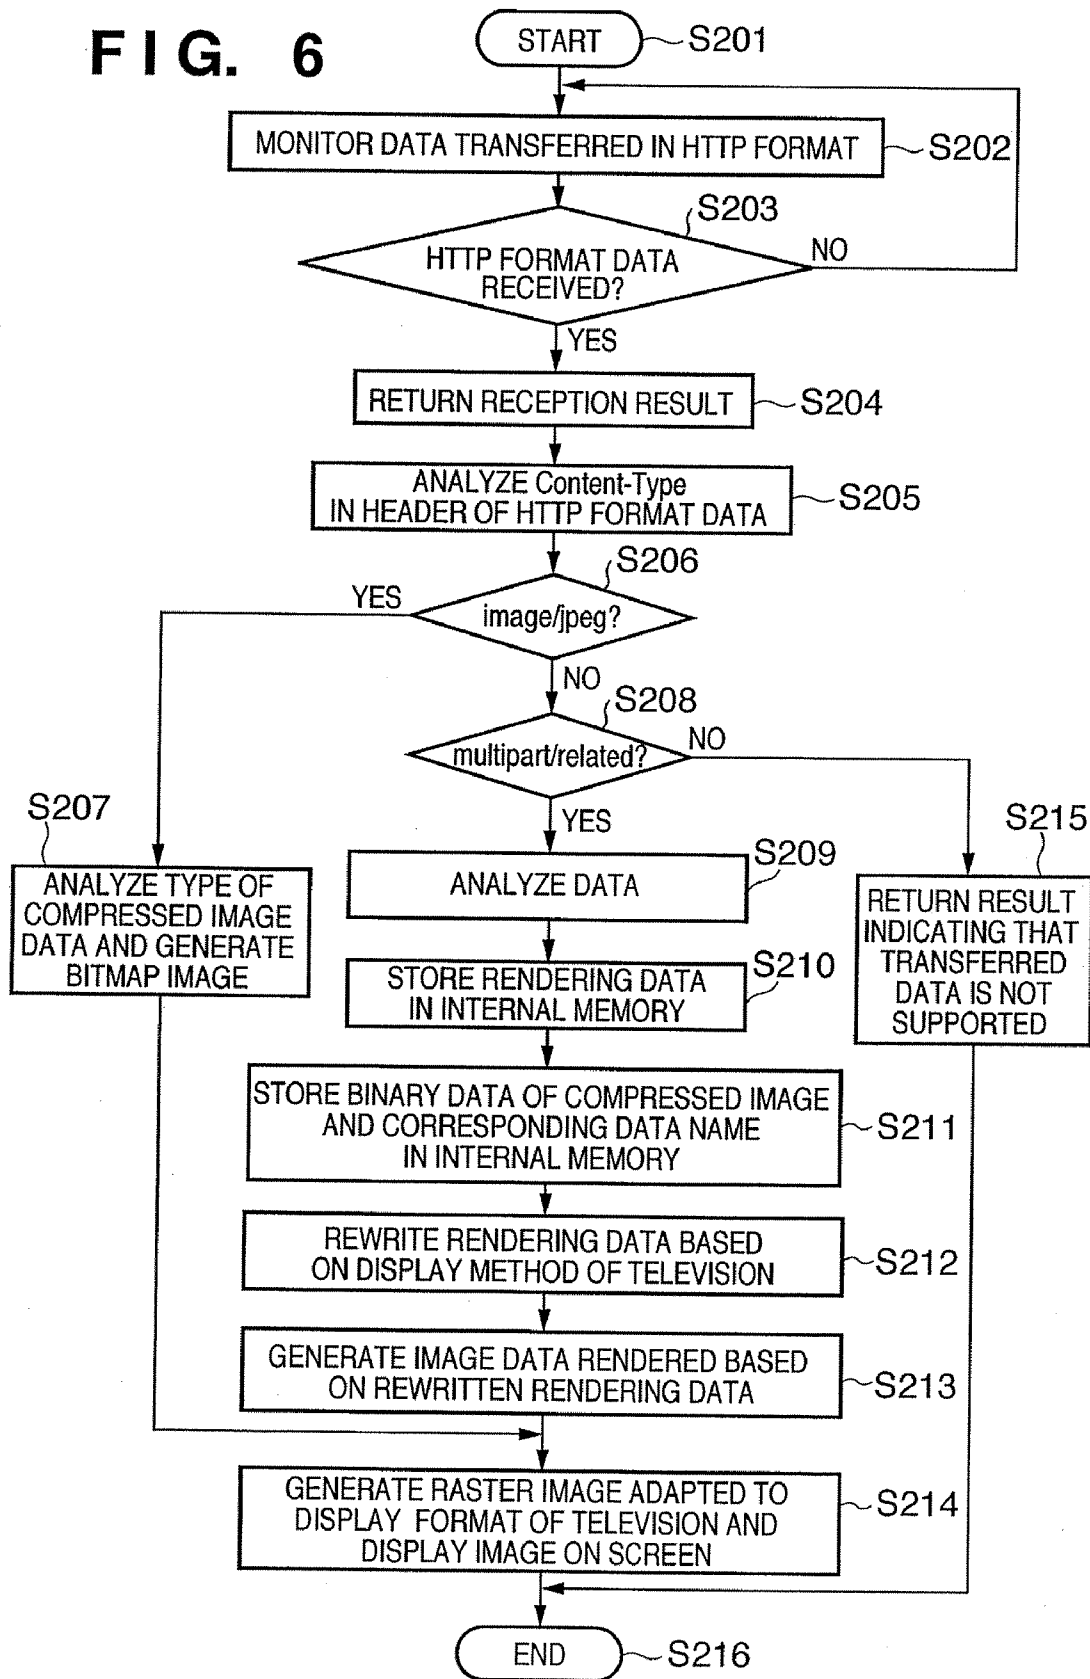 FIG. 6
START
S201
MONITOR DATA TRANSFERRED IN HTTP FORMAT
S202
S203
HTTP FORMAT DATA
RECEIVED?
NO
YES
RETURN RECEPTION RESULT
S204
ANALYZE Content-Type
IN HEADER OF HTTP FORMAT DATA
S205
S206
YES
image/jpeg?
NO
S208
multipart/related?
NO
YES
S207
ANALYZE TYPE OF
COMPRESSED IMAGE
DATA AND GENERATE
BITMAP IMAGE
S209
ANALYZE DATA
S215
RETURN RESULT
INDICATING THAT
TRANSFERRED
DATA IS NOT
SUPPORTED
S210
STORE RENDERING DATA
IN INTERNAL MEMORY
STORE BINARY DATA OF COMPRESSED IMAGE
AND CORRESPONDING DATA NAME
IN INTERNAL MEMORY
S211
REWRITE RENDERING DATA BASED
ON DISPLAY METHOD OF TELEVISION
S212
GENERATE IMAGE DATA RENDERED BASED
ON REWRITTEN RENDERING DATA
S213
GENERATE RASTER IMAGE ADAPTED TO
DISPLAY FORMAT OF TELEVISION AND
DISPLAY IMAGE ON SCREEN
S214
END
S216